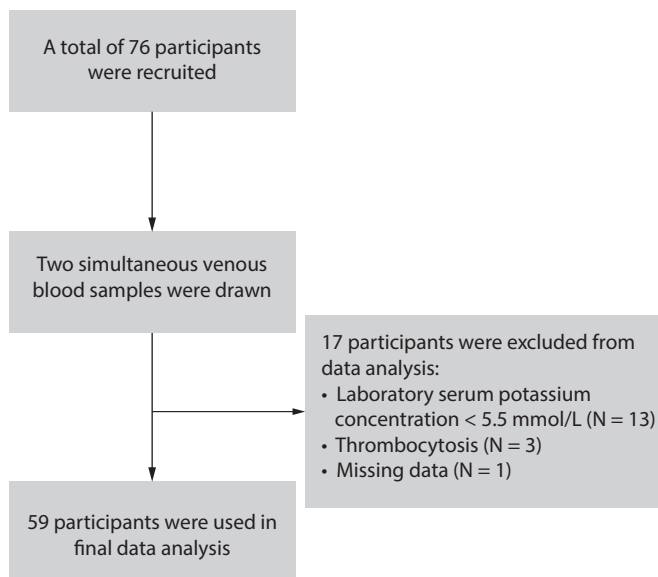 A total of 76 participants
were recruited
Two simultaneous venous
blood samples were drawn
17 participants were excluded from
data analysis:
• Laboratory serum potassium
concentration < 5.5 mmol/L (N = 13)
• Thrombocytosis (N = 3)
• Missing data (N = 1)
59 participants were used in
final data analysis